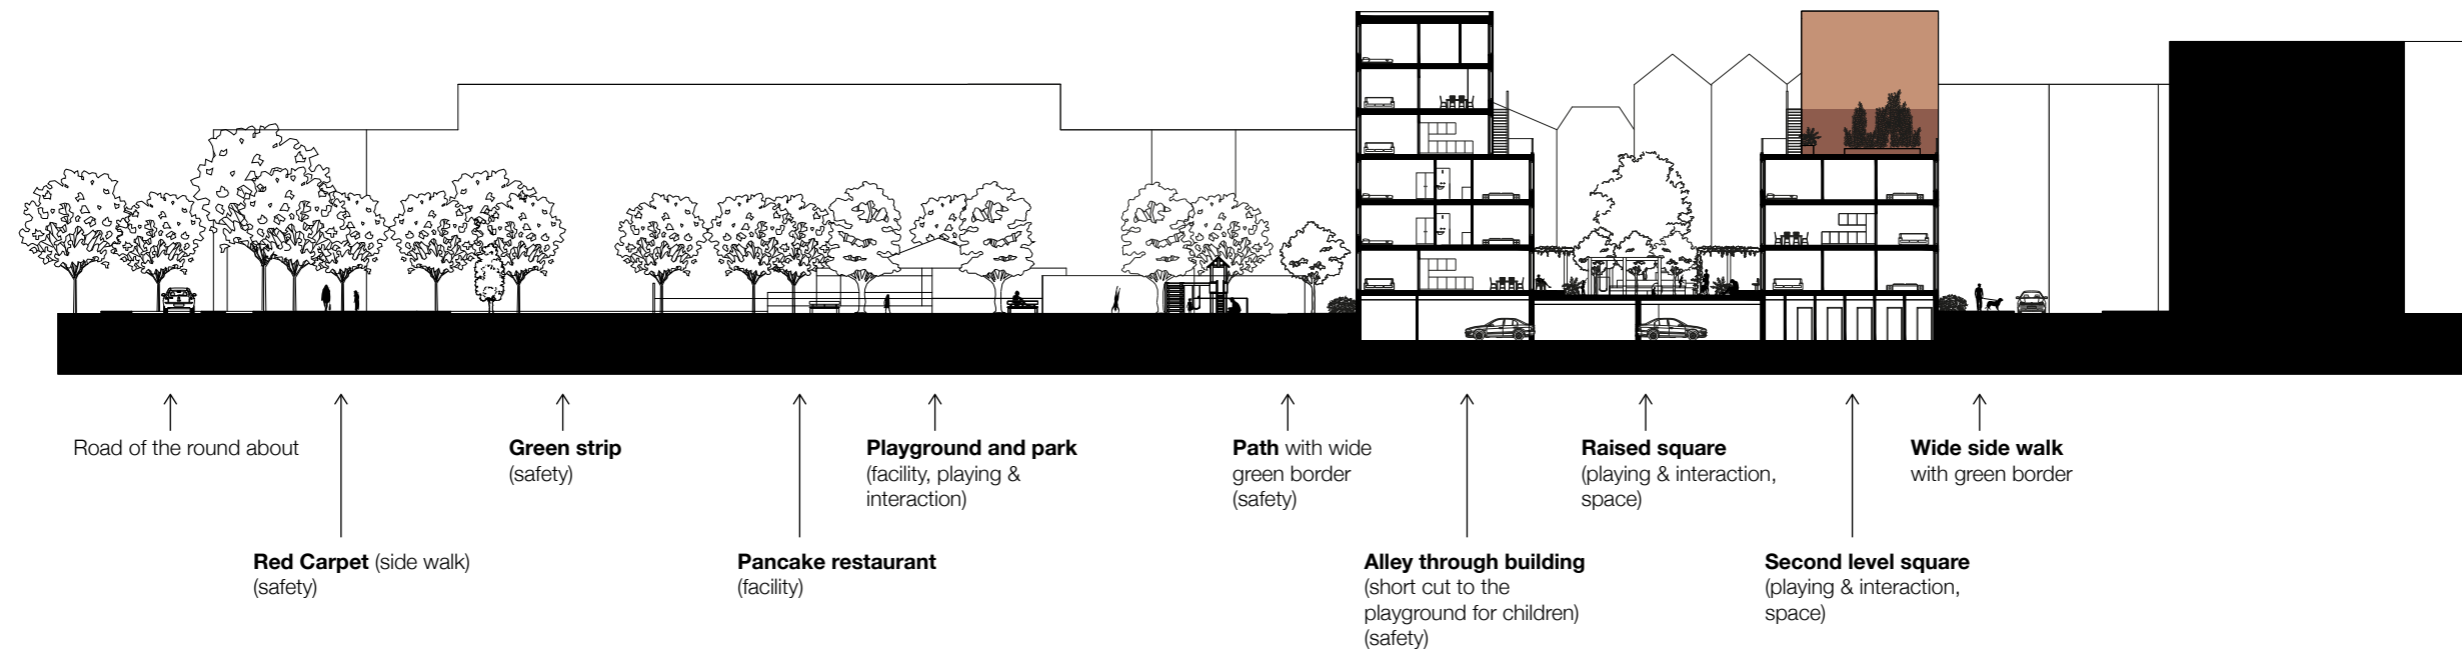 Road of the round about
Red Carpet (side walk)
(safety)
Green strip
(safety)
Pancake restaurant
(facility)
Playground and park
(facility, playing &
interaction)
Path with wide
green border
(safety)
Alley through building
(short cut to the
playground for children)
(safety)
Raised square
(playing & interaction,
space)
Second level square
(playing & interaction,
space)
Wide side walk
with green border